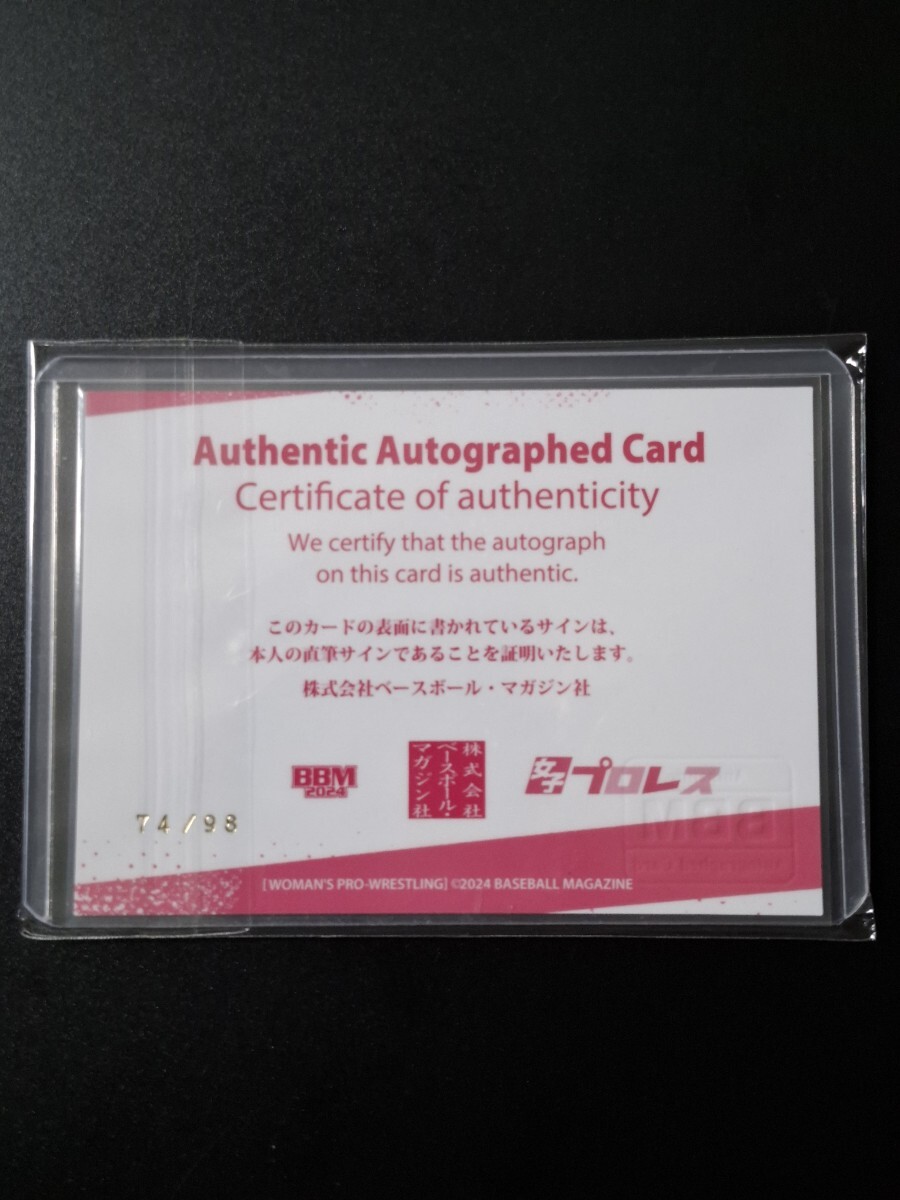 Authentic Autographed Card
Certificate of authenticity
We certify that the autograph
on this card is authentic.
このカードの表面に書かれているサインは、
本人の直筆サインであることを証明いたします。
株式会社ベースボール・マガジン社
BBM
2024
株式会社
ベースボール・
マガジン社
女子プロレス
74/98
BBM
[WOMAN'S PRO-WRESTLING] ©2024 BASEBALL MAGAZINE